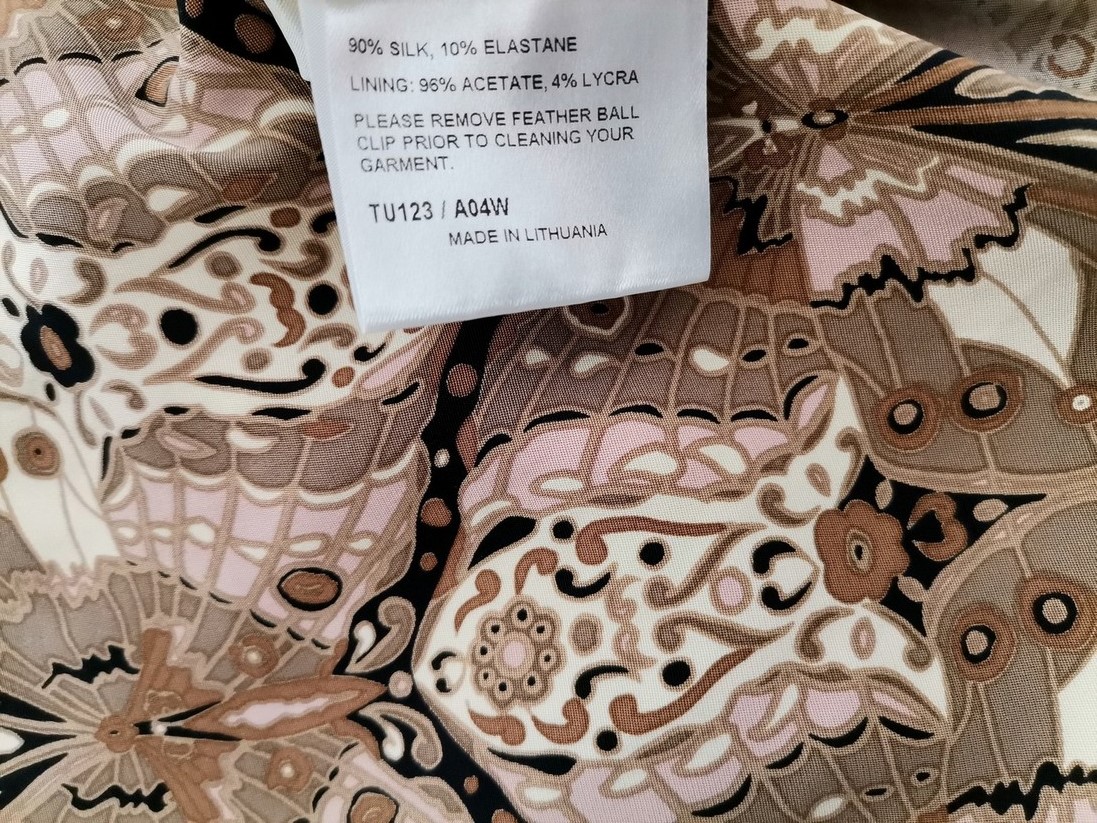 90% SILK, 10% ELASTANE
LINING: 96% ACETATE, 4% LYCRA
PLEASE REMOVE FEATHER BALL
CLIP PRIOR TO CLEANING YOUR
GARMENT.
TU123 / A04W
MADE IN LITHUANIA